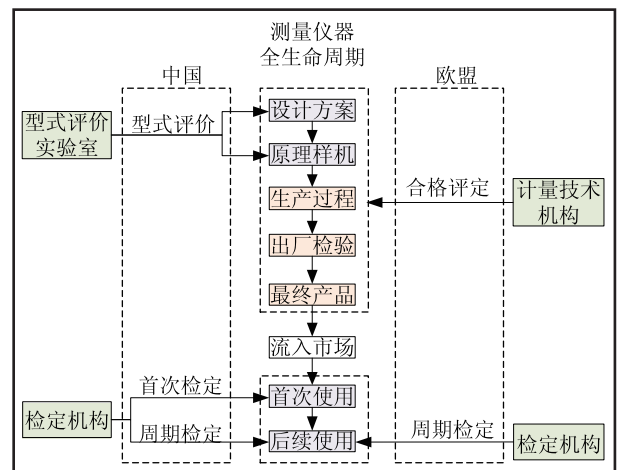 测量仪器
全生命周期
中国
欧盟
型式评价
实验室
型式评价
设计方案
原理样机
生产过程
合格评定
计量技术
机构
出厂检验
最终产品
流入市场
首次检定
首次使用
检定机构
周期检定
后续使用
周期检定
检定机构